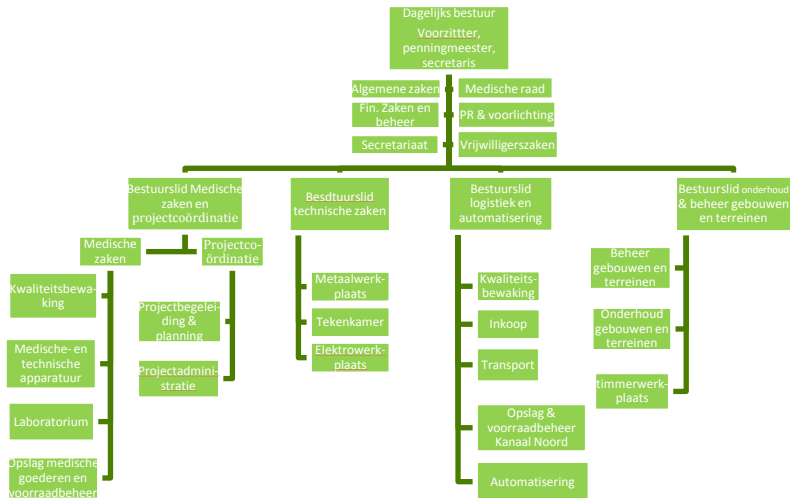 Dagelijks bestuur
Voorzittter,
penningmeester,
secretaris
Algemene zaken
Medische raad
Fin. Zaken en
beheer
PR & voorlichting
Secretariaat
Vrijwilligerszaken
Bestuurslid Medische
zaken en
projectcoördinatie
Besdtuurslid
technische zaken
Bestuurslid
logistiek en
automatisering
Bestuurslid onderhoud
& beheer gebouwen
en terreinen
Medische
zaken
Projectco-
ördinatie
Kwaliteitsbewa-
king
Medische- en
technische
apparatuur
Laboratorium
Opslag medische
goederen en
voorraadbeheer
Projectbegelei-
ding &
planning
Projectadmini-
stratie
Metaalwerk-
plaats
Tekenkamer
Elektrowerk-
plaats
Kwaliteits-
bewaking
Inkoop
Transport
Opslag &
voorraadbeheer
Kanaal Noord
Automatisering
Beheer
gebouwen en
terreinen
Onderhoud
gebouwen en
terreinen
timmerwerk-
plaats